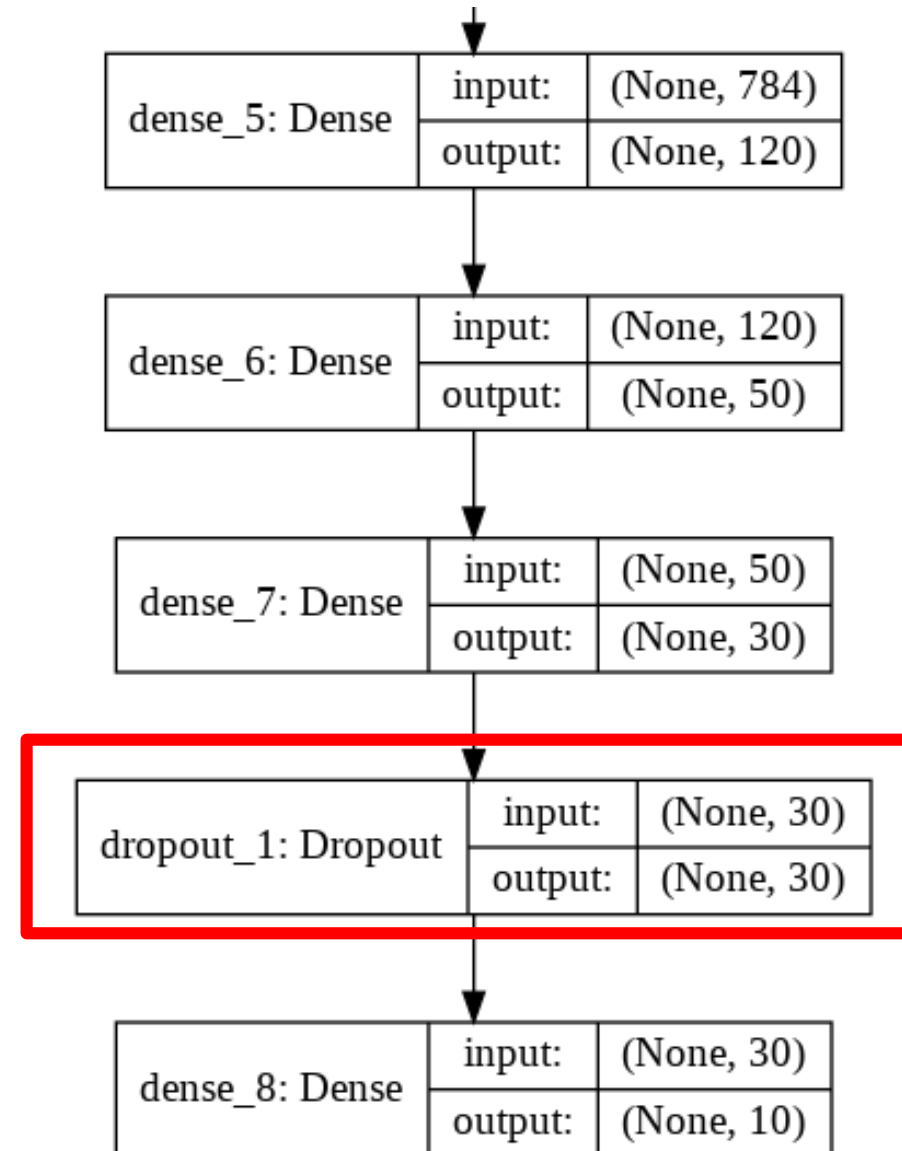 dense_5: Dense
input: (None, 784)
output: (None, 120)
dense_6: Dense
input: (None, 120)
output: (None, 50)
dense_7: Dense
input: (None, 50)
output: (None, 30)
dropout_1: Dropout
input: (None, 30)
output: (None, 30)
dense_8: Dense
input: (None, 30)
output: (None, 10)